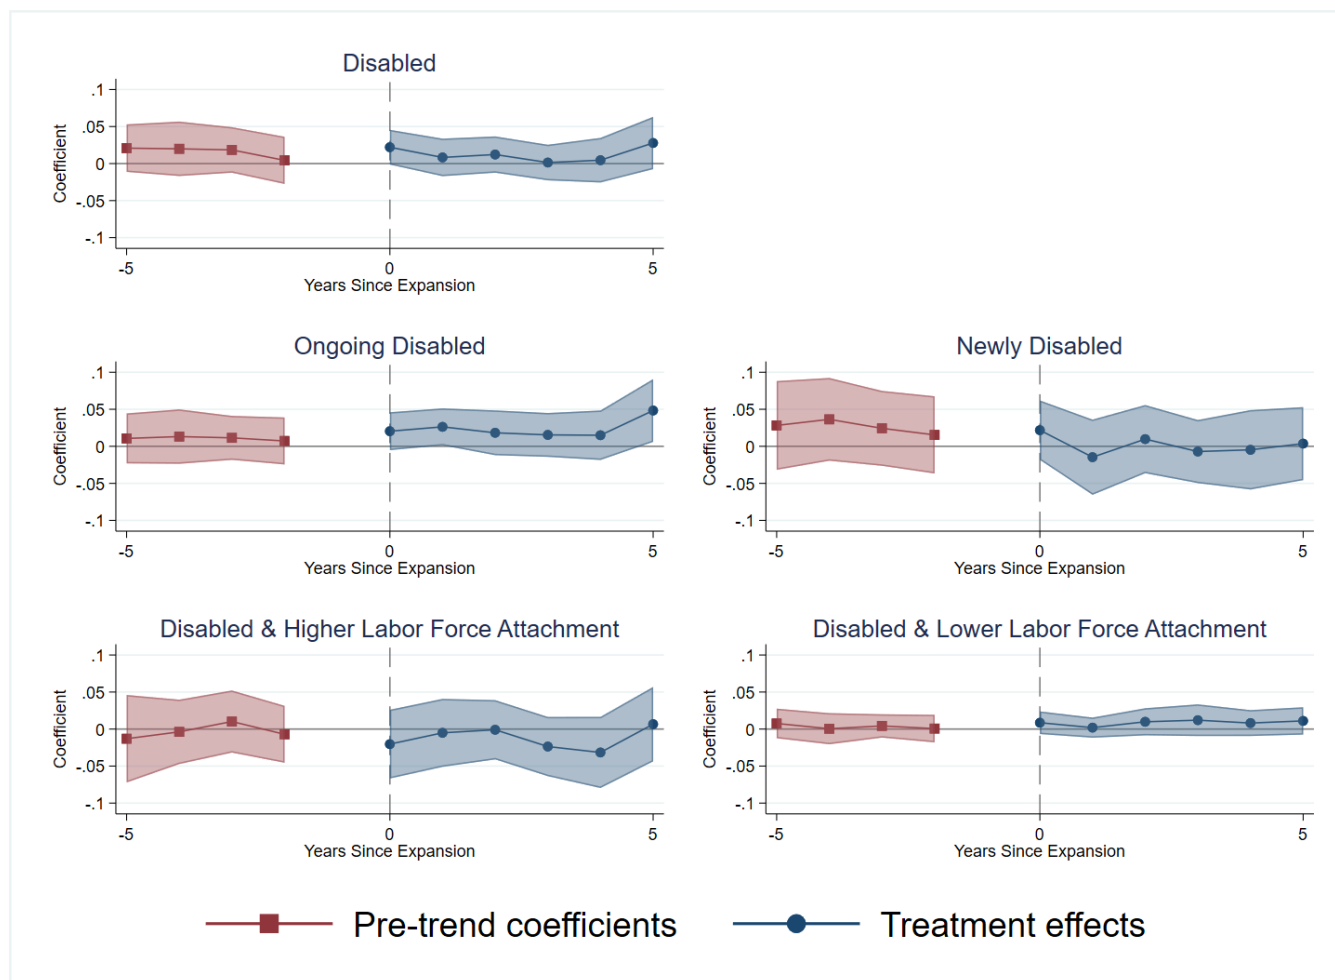 Disabled
.1
.05
0
-.05
-.1
Coefficient
-5 0 5
Years Since Expansion
Ongoing Disabled
.1
.05
0
-.05
-.1
Coefficient
-5 0 5
Years Since Expansion
Newly Disabled
.1
.05
0
-.05
-.1
Coefficient
-5 0 5
Years Since Expansion
Disabled & Higher Labor Force Attachment
.1
.05
0
-.05
-.1
Coefficient
-5 0 5
Years Since Expansion
Disabled & Lower Labor Force Attachment
.1
.05
0
-.05
-.1
Coefficient
-5 0 5
Years Since Expansion
Pre-trend coefficients Treatment effects